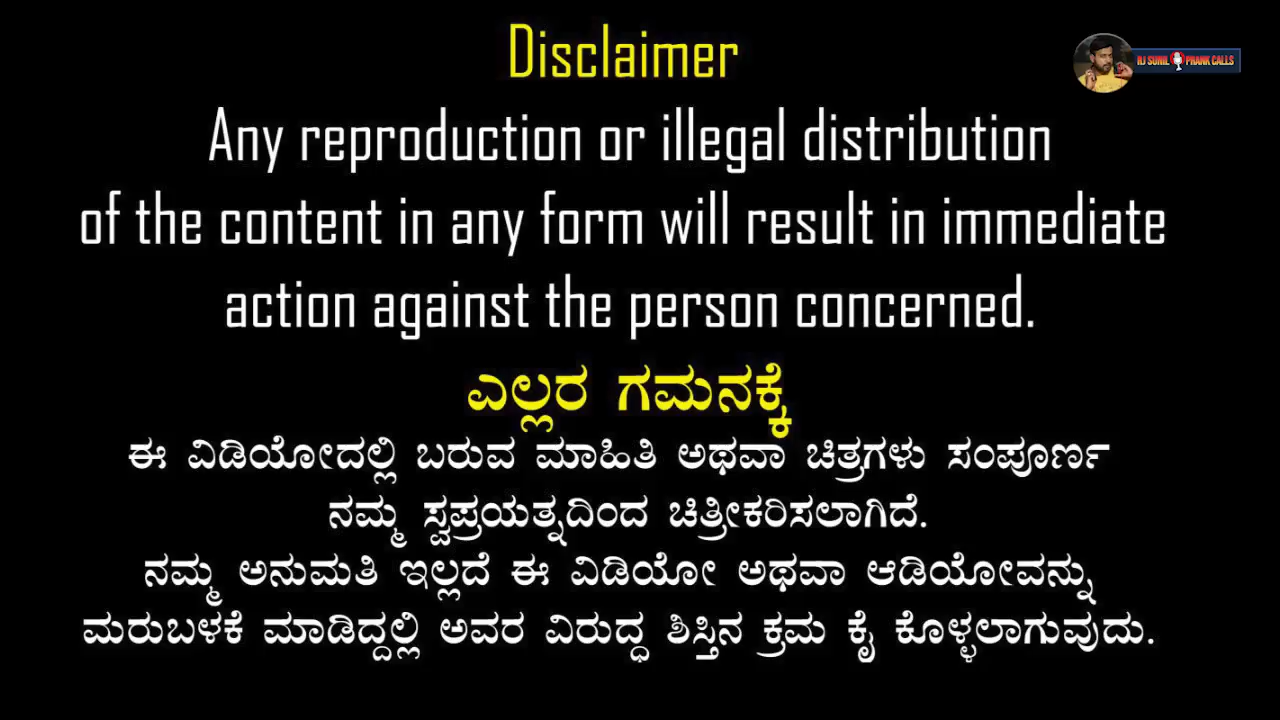 Disclaimer
RJ SUNIL PRANK CALLS
Any reproduction or illegal distribution
of the content in any form will result in immediate
action against the person concerned.
ಎಲ್ಲರ ಗಮನಕ್ಕೆ
ಈ ವಿಡಿಯೋದಲ್ಲಿ ಬರುವ ಮಾಹಿತಿ ಅಥವಾ ಚಿತ್ರಗಳು ಸಂಪೂರ್ಣ
ನಮ್ಮ ಸ್ವಪ್ರಯತ್ನದಿಂದ ಚಿತ್ರೀಕರಿಸಲಾಗಿದೆ.
ನಮ್ಮ ಅನುಮತಿ ಇಲ್ಲದೆ ಈ ವಿಡಿಯೋ ಅಥವಾ ಆಡಿಯೋವನ್ನು
ಮರುಬಳಕೆ ಮಾಡಿದ್ದಲ್ಲಿ ಅವರ ವಿರುದ್ಧ ಶಿಸ್ತಿನ ಕ್ರಮ ಕೈ ಕೊಳ್ಳಲಾಗುವುದು.